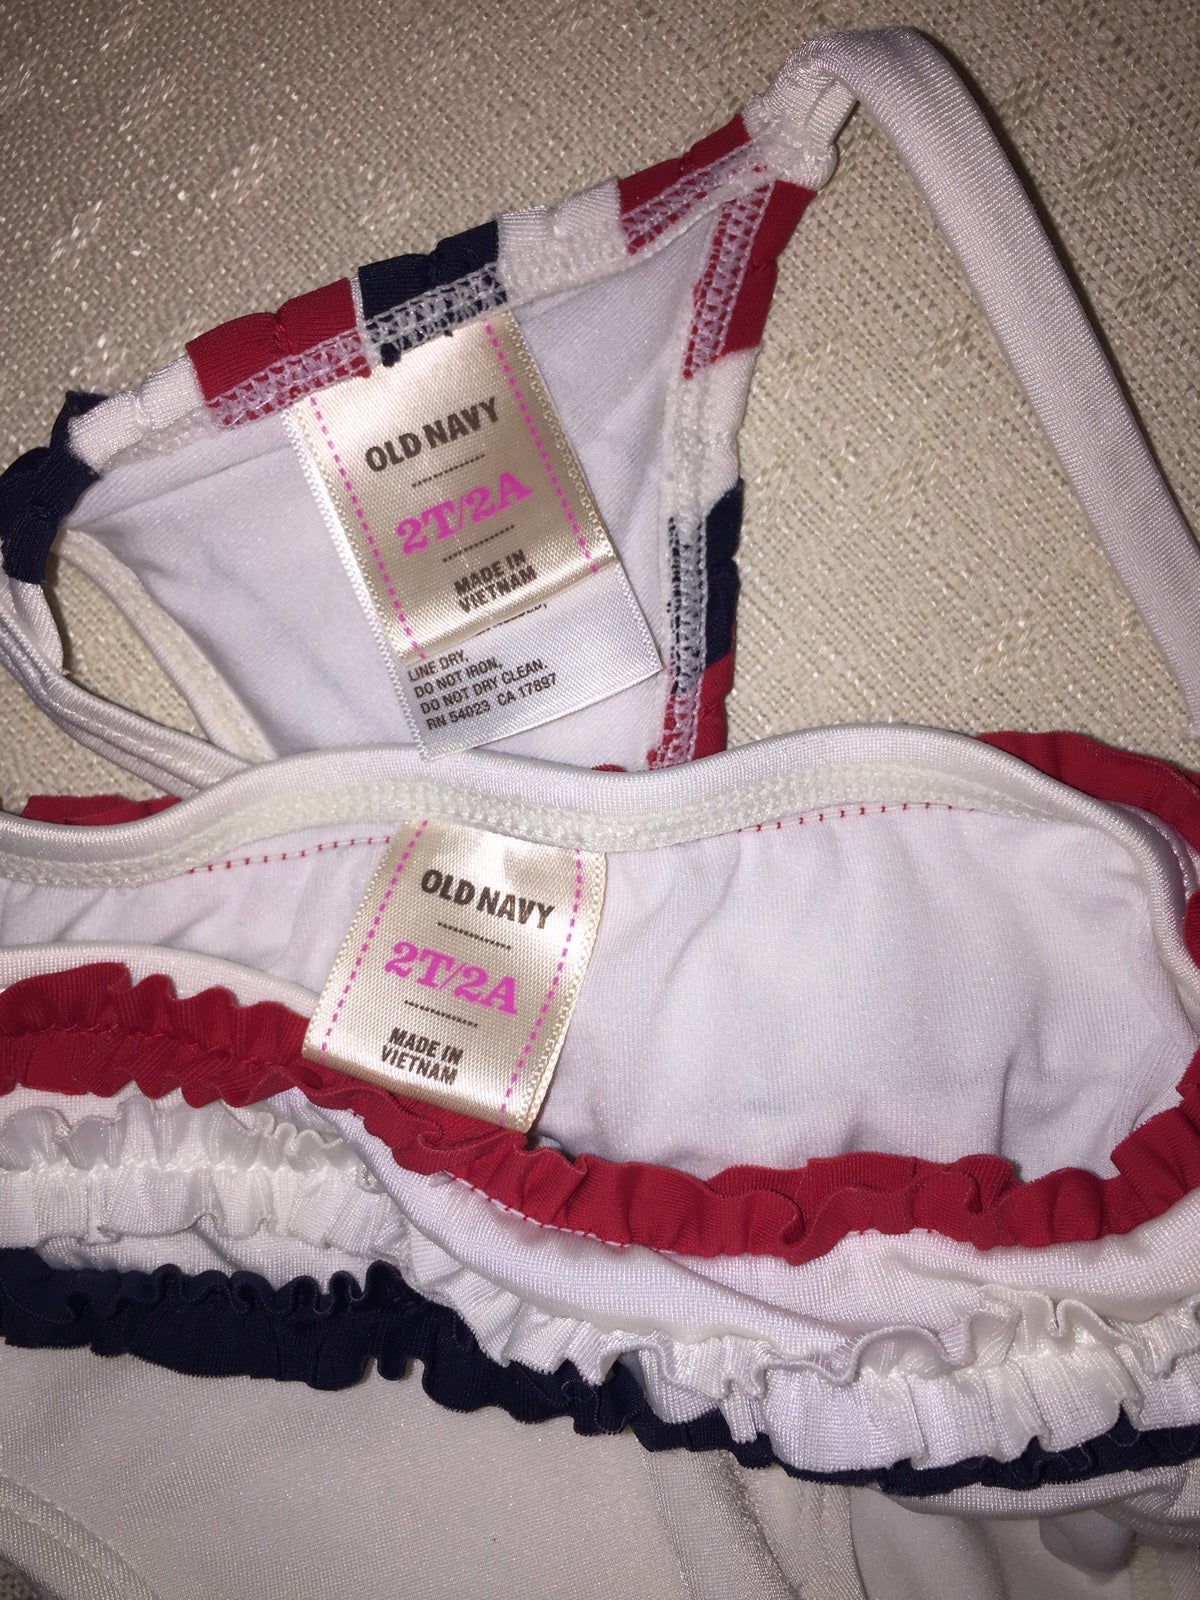 OLD NAVY
2T/2A
MADE IN
VIETNAM
LINE DRY,
DO NOT IRON,
DO NOT DRY CLEAN.
RN 54023 CA 17897
OLD NAVY
2T/2A
MADE IN
VIETNAM